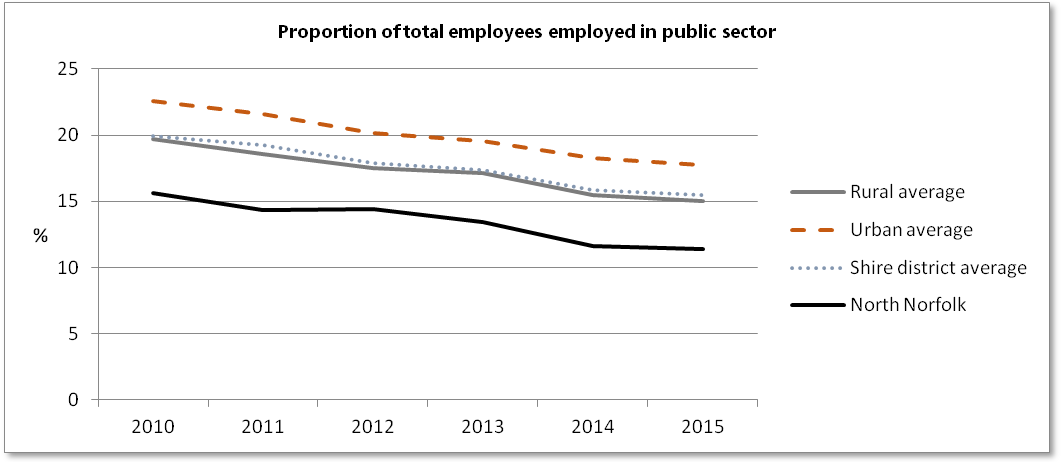 Proportion of total employees employed in public sector
25
20
15
%
10
5
0
2010 2011 2012 2013 2014 2015
Rural average
Urban average
Shire district average
North Norfolk